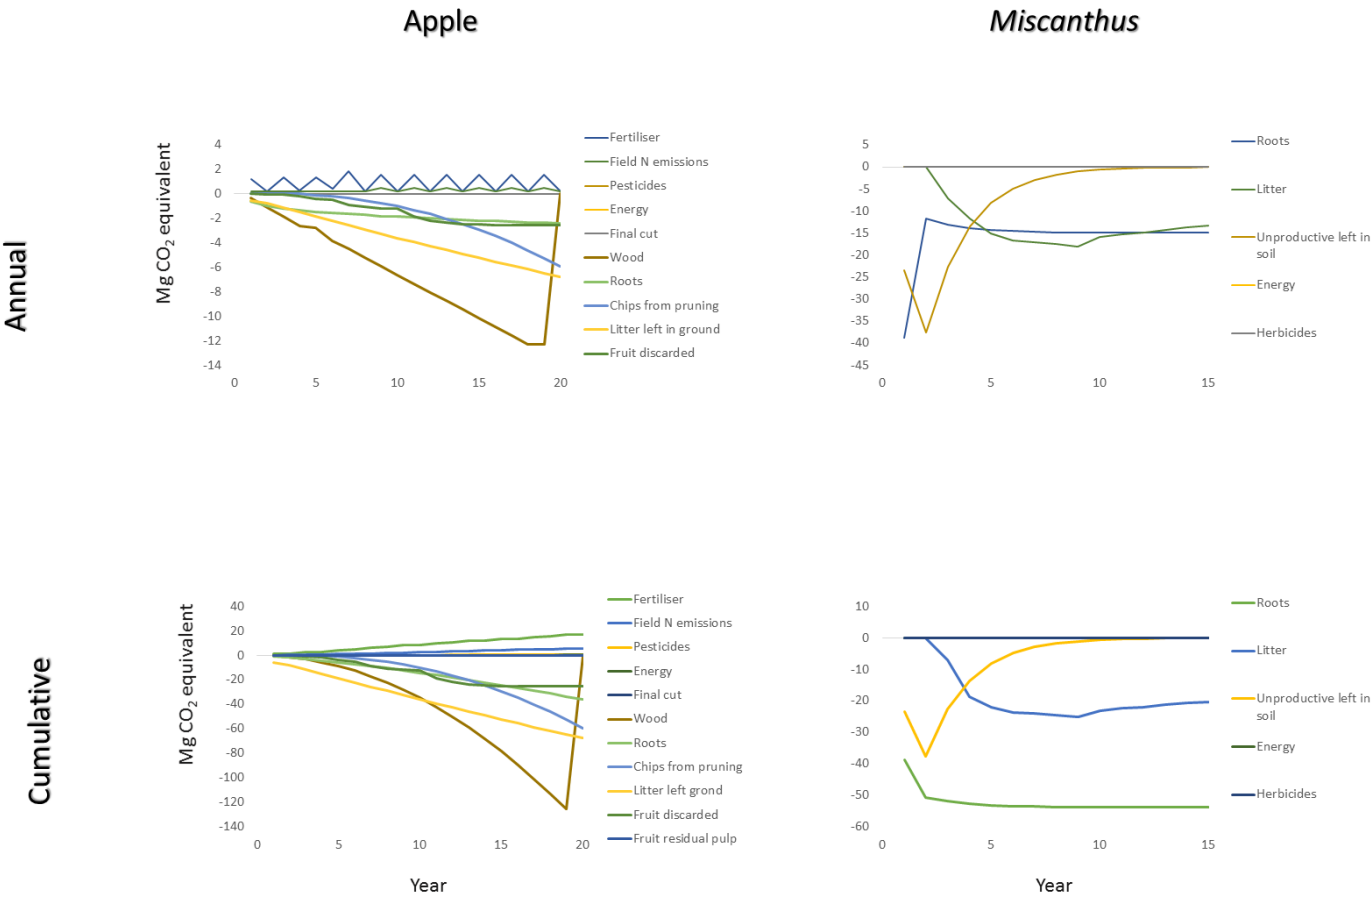 Apple
Miscanthus
Annual
Mg CO2 equivalent
4
2
0
-2
-4
-6
-8
-10
-12
-14
0 5 10 15 20
Fertiliser
Field N emissions
Pesticides
Energy
Final cut
Wood
Roots
Chips from pruning
Litter left in ground
Fruit discarded
5
0
-5
-10
-15
-20
-25
-30
-35
-40
-45
0 5 10 15
Roots
Litter
Unproductive left in
soil
Energy
Herbicides
Cumulative
Mg CO2 equivalent
40
20
0
-20
-40
-60
-80
-100
-120
-140
0 5 10 15 20
Year
Fertiliser
Field N emissions
Pesticides
Energy
Final cut
Wood
Roots
Chips from pruning
Litter left grond
Fruit discarded
Fruit residual pulp
10
0
-10
-20
-30
-40
-50
-60
0 5 10 15
Year
Roots
Litter
Unproductive left in
soil
Energy
Herbicides